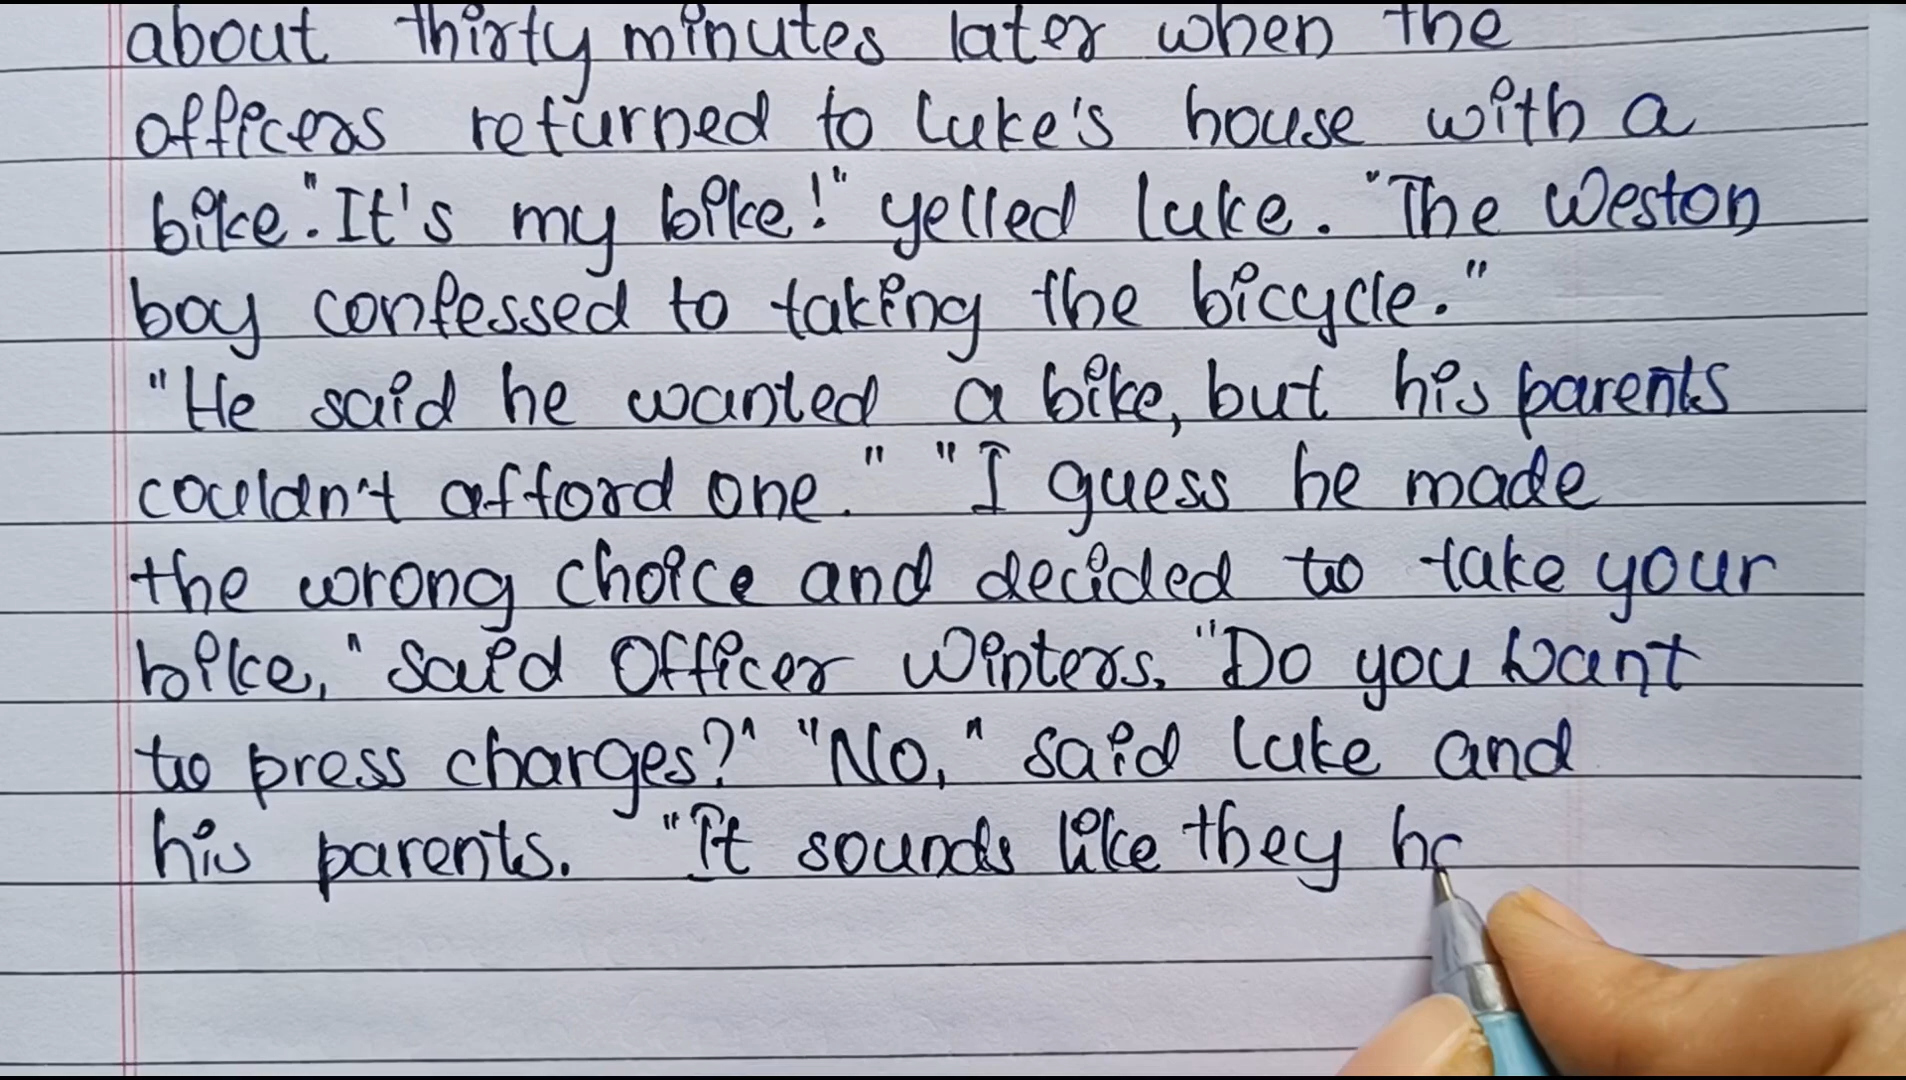 about thirty minutes later when the
officers returned to Luke's house with a
bike." It's my bike!" yelled Luke. "The Weston
boy confessed to taking the bicycle."
"He said he wanted a bike, but his parents
couldn't afford one." "I guess he made
the wrong choice and decided to take your
bike," said Officer Winters. "Do you want
to press charges?" "No," said Luke and
his parents. "It sounds like they